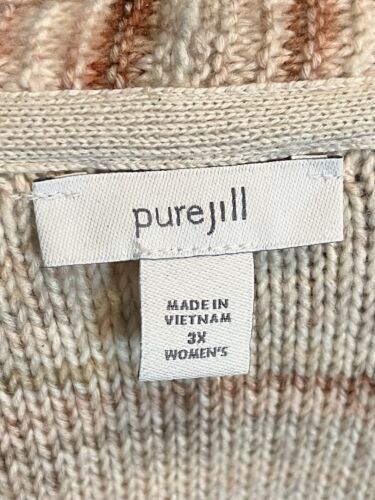 purejill
MADE IN
VIETNAM
3X
WOMEN'S